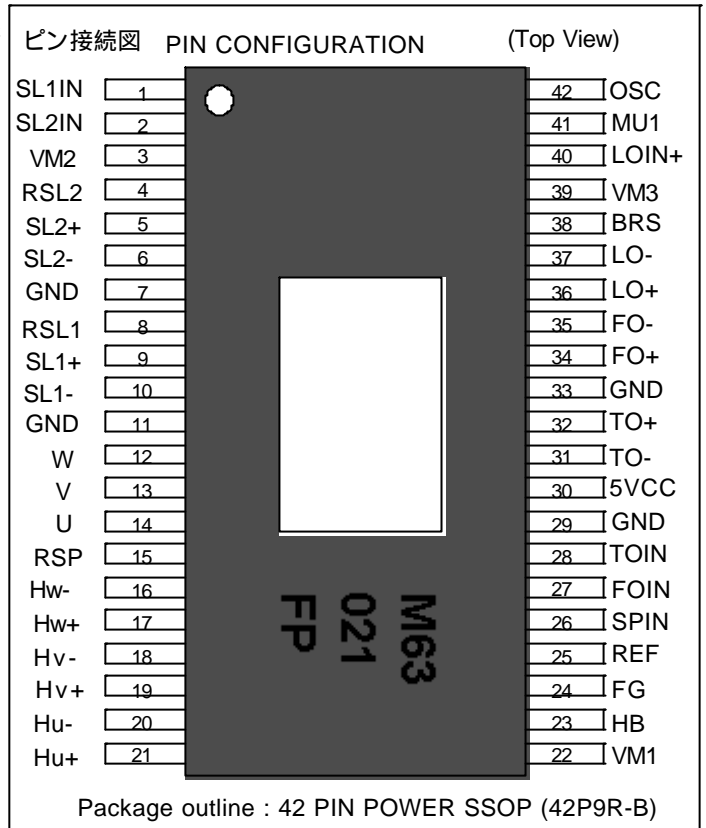 ピン接続図 PIN CONFIGURATION (Top View)
SL1IN 1 42 OSC
SL2IN 2 41 MU1
VM2 3 40 LOIN+
RSL2 4 39 VM3
SL2+ 5 38 BRS
SL2- 6 37 LO-
GND 7 36 LO+
RSL1 8 35 FO-
SL1+ 9 34 FO+
SL1- 10 33 GND
GND 11 32 TO+
W 12 31 TO-
V 13 30 5VCC
U 14 29 GND
RSP 15 28 TOIN
Hw- 16 27 FOIN
Hw+ 17 26 SPIN
Hv- 18 25 REF
Hv+ 19 24 FG
Hu- 20 23 HB
Hu+ 21 22 VM1
M63
021
FP
Package outline : 42 PIN POWER SSOP (42P9R-B)